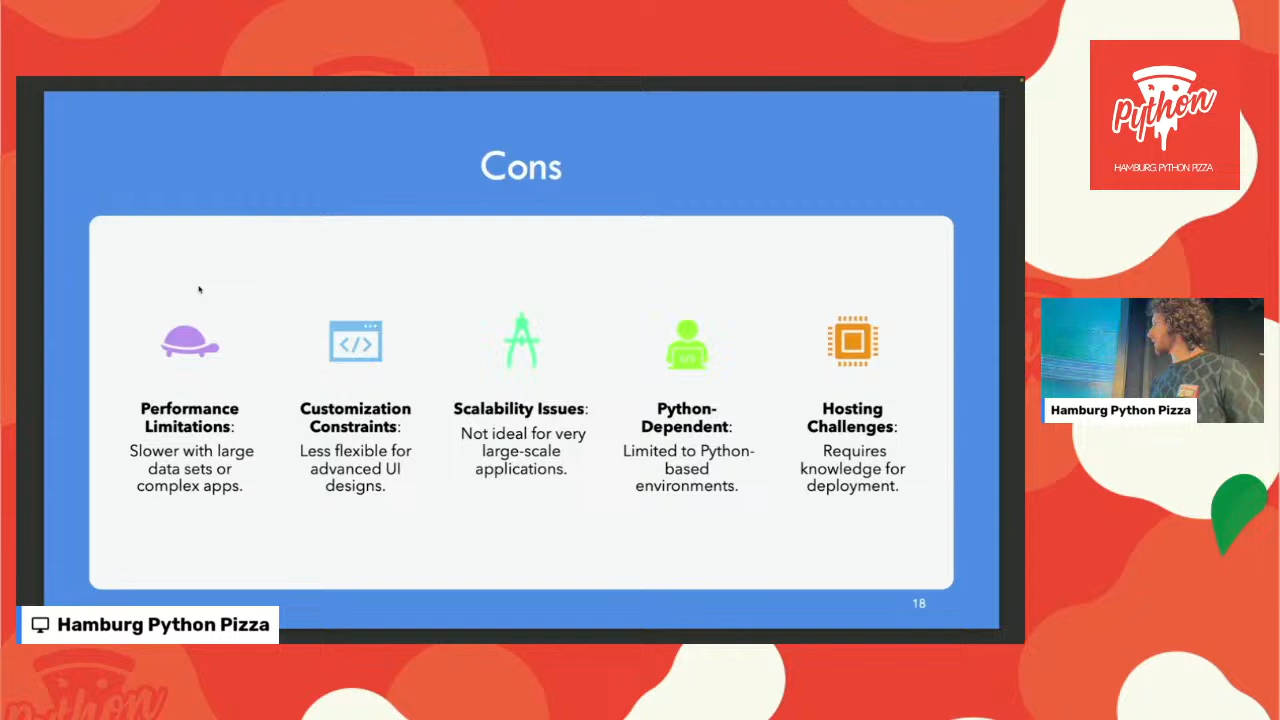 Cons
Performance
Limitations:
Slower with large
data sets or
complex apps.
Customization
Constraints:
Less flexible for
advanced UI
designs.
Scalability Issues:
Not ideal for very
large-scale
applications.
Python-
Dependent:
Limited to Python-
based
environments.
Hosting
Challenges:
Requires
knowledge for
deployment.
18
Hamburg Python Pizza
Python
HAMBURG PYTHON PIZZA
Hamburg Python Pizza
Python